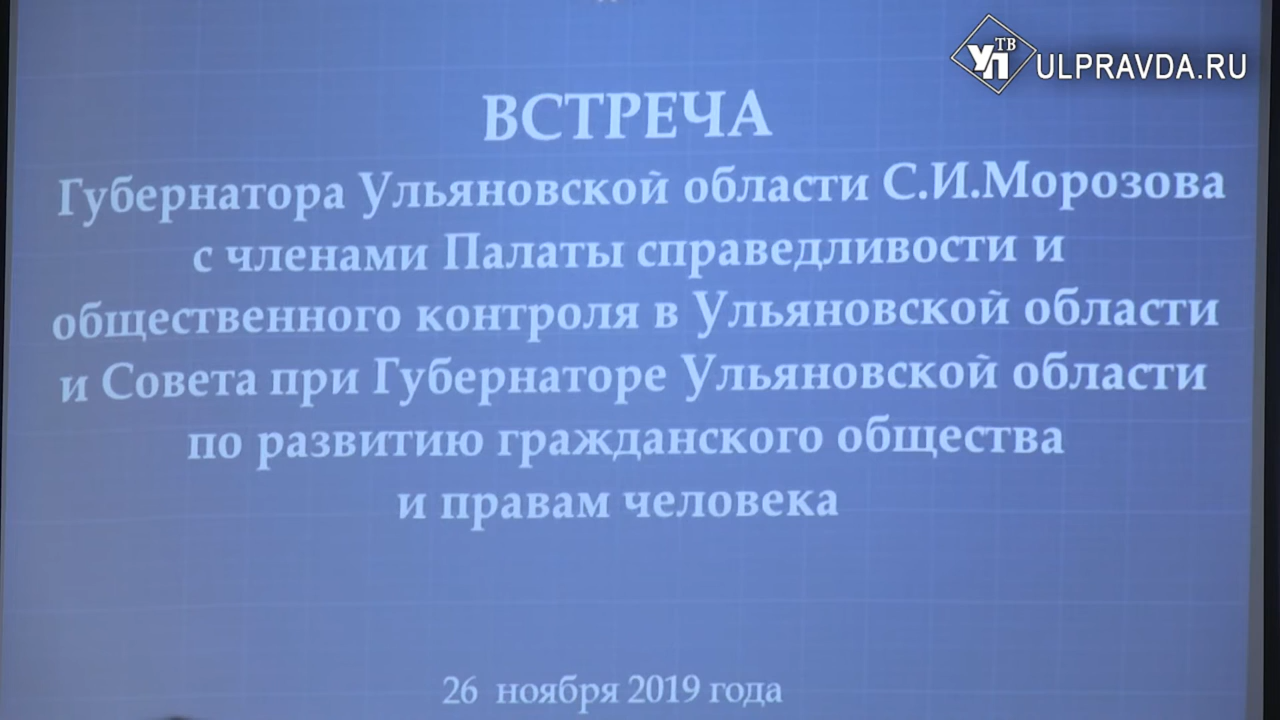 УП ТВ ULPRAVDA.RU
ВСТРЕЧА
Губернатора Ульяновской области С.И.Морозова
с членами Палаты справедливости и
общественного контроля в Ульяновской области
и Совета при Губернаторе Ульяновской области
по развитию гражданского общества
и правам человека
26 ноября 2019 года